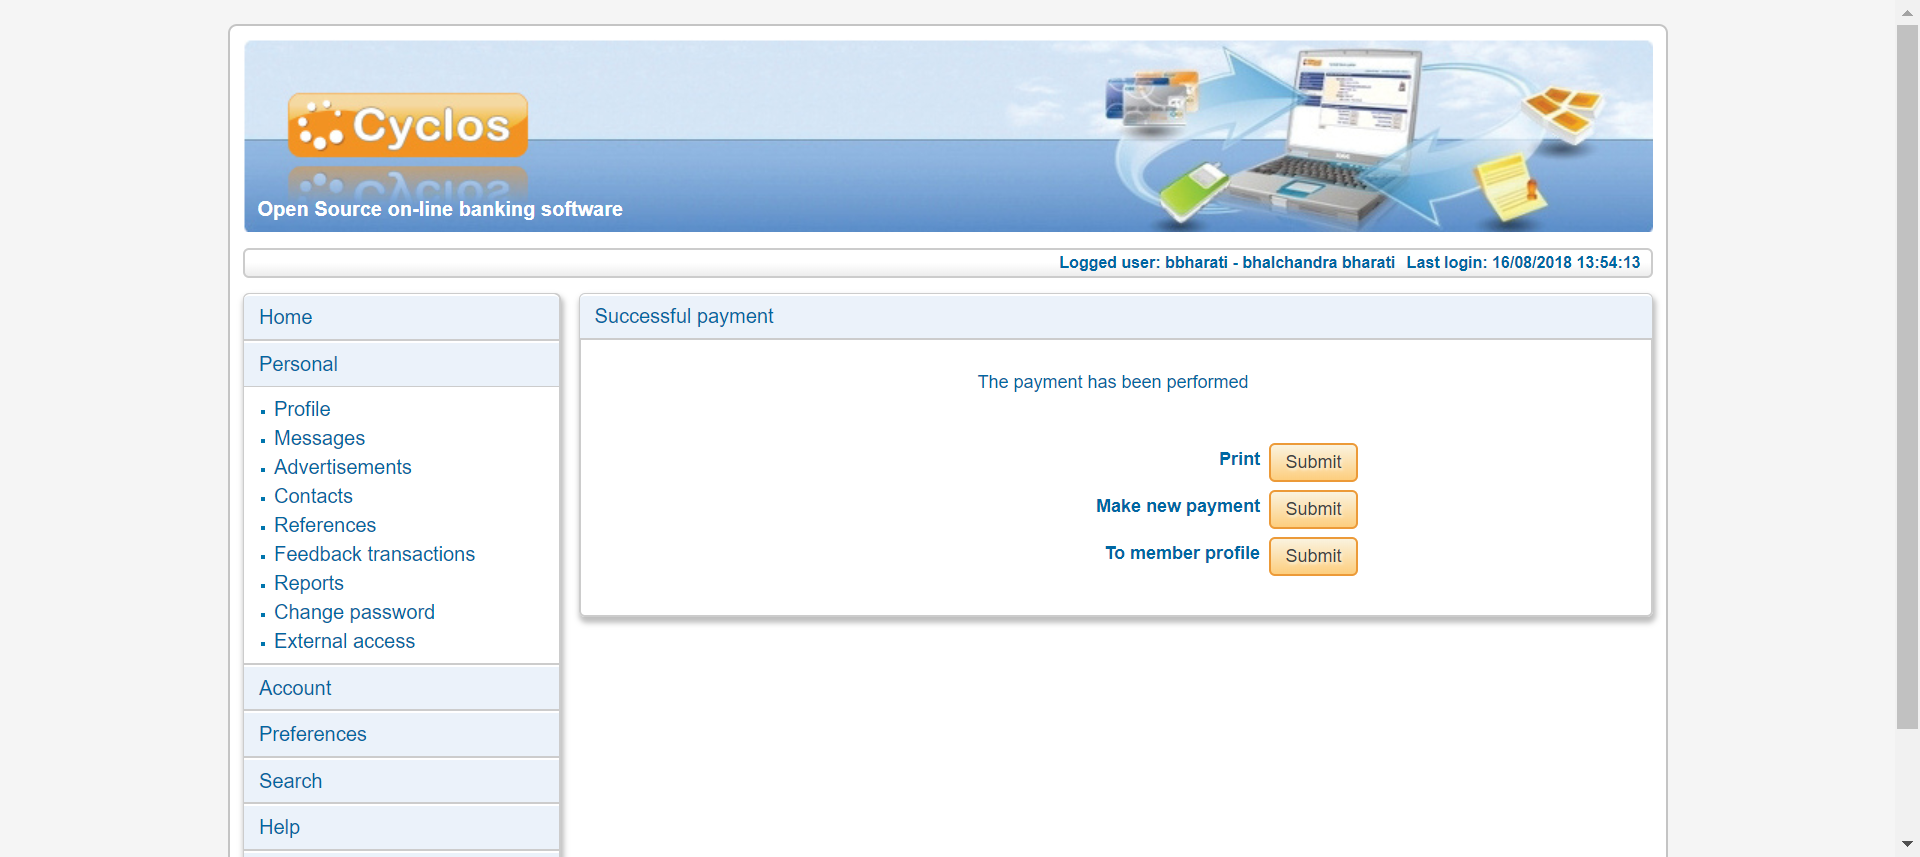 Cyclos
Open Source on-line banking software
Logged user: bbharati - bhalchandra bharati Last login: 16/08/2018 13:54:13
Home
Personal
Profile
Messages
Advertisements
Contacts
References
Feedback transactions
Reports
Change password
External access
Account
Preferences
Search
Help
Successful payment
The payment has been performed
Print Submit
Make new payment Submit
To member profile Submit